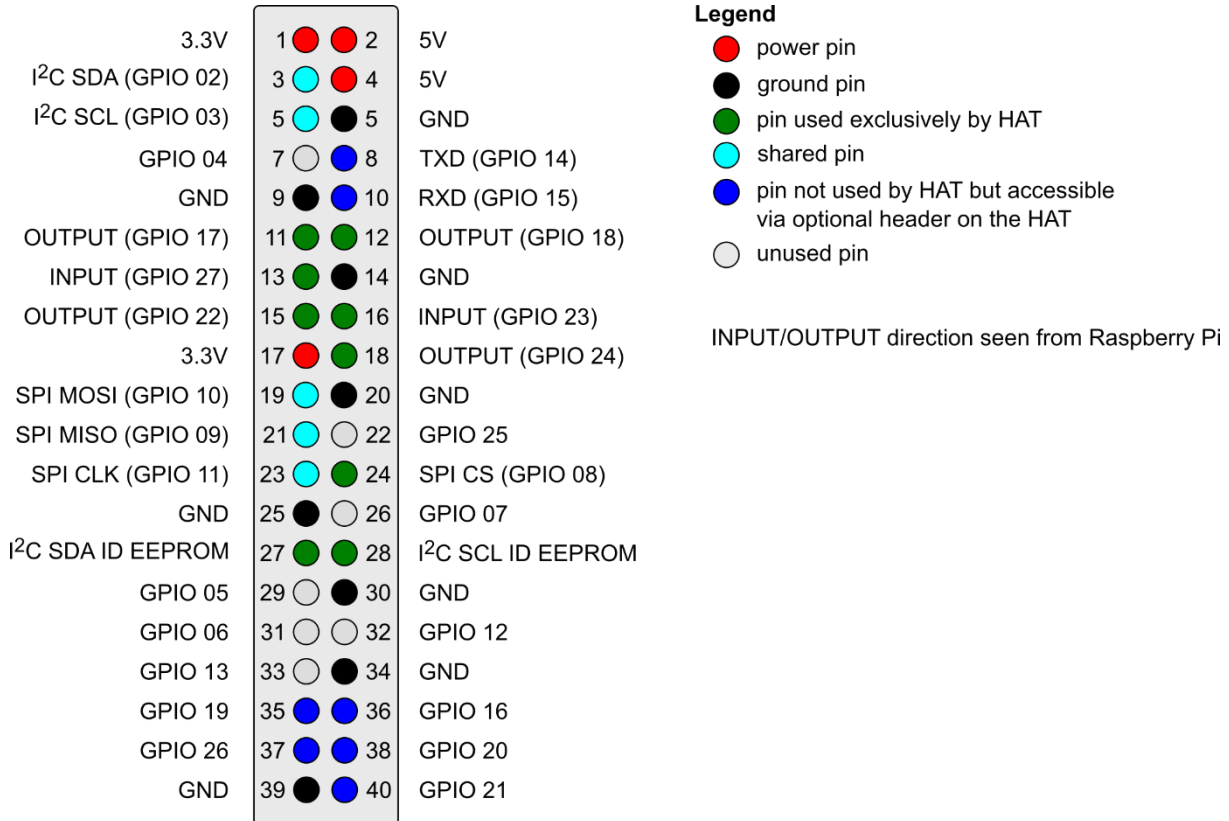 3.3V 1 2 5V
I²C SDA (GPIO 02) 3 4 5V
I²C SCL (GPIO 03) 5 5 GND
GPIO 04 7 8 TXD (GPIO 14)
GND 9 10 RXD (GPIO 15)
OUTPUT (GPIO 17) 11 12 OUTPUT (GPIO 18)
INPUT (GPIO 27) 13 14 GND
OUTPUT (GPIO 22) 15 16 INPUT (GPIO 23)
3.3V 17 18 OUTPUT (GPIO 24)
SPI MOSI (GPIO 10) 19 20 GND
SPI MISO (GPIO 09) 21 22 GPIO 25
SPI CLK (GPIO 11) 23 24 SPI CS (GPIO 08)
GND 25 26 GPIO 07
I²C SDA ID EEPROM 27 28 I²C SCL ID EEPROM
GPIO 05 29 30 GND
GPIO 06 31 32 GPIO 12
GPIO 13 33 34 GND
GPIO 19 35 36 GPIO 16
GPIO 26 37 38 GPIO 20
GND 39 40 GPIO 21
Legend
power pin
ground pin
pin used exclusively by HAT
shared pin
pin not used by HAT but accessible
via optional header on the HAT
unused pin
INPUT/OUTPUT direction seen from Raspberry Pi